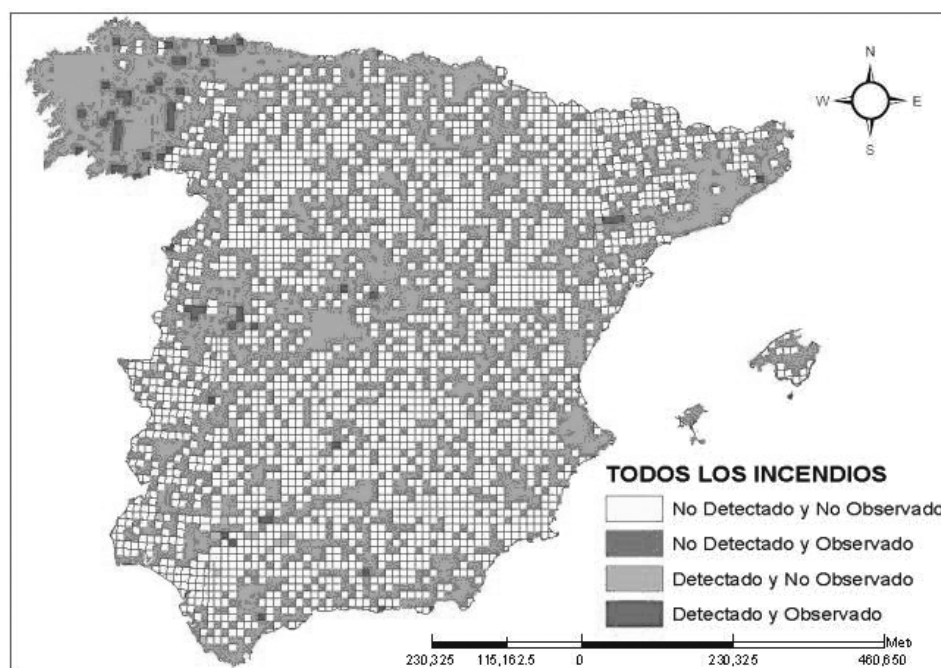 N
W E
S
TODOS LOS INCENDIOS
No Detectado y No Observado
No Detectado y Observado
Detectado y No Observado
Detectado y Observado
Met
230,325 115,162.5 0 230,325 460,650